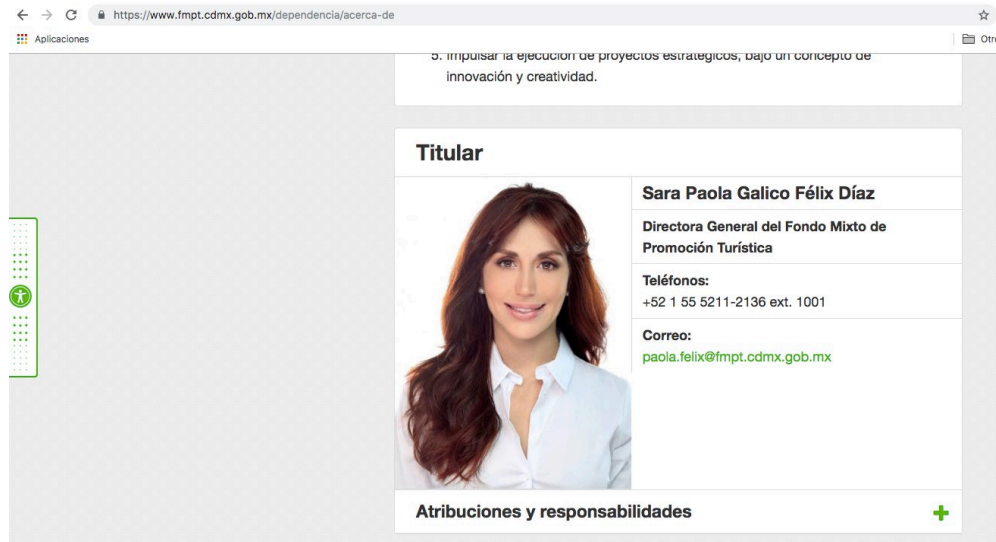 https://www.fmpt.cdmx.gob.mx/dependencia/acerca-de
Aplicaciones
Otro
5. Impulsar la ejecución de proyectos estratégicos, bajo un concepto de
innovación y creatividad.
Titular
Sara Paola Galico Félix Díaz
Directora General del Fondo Mixto de
Promoción Turística
Teléfonos:
+52 1 55 5211-2136 ext. 1001
Correo:
paola.felix@fmpt.cdmx.gob.mx
Atribuciones y responsabilidades